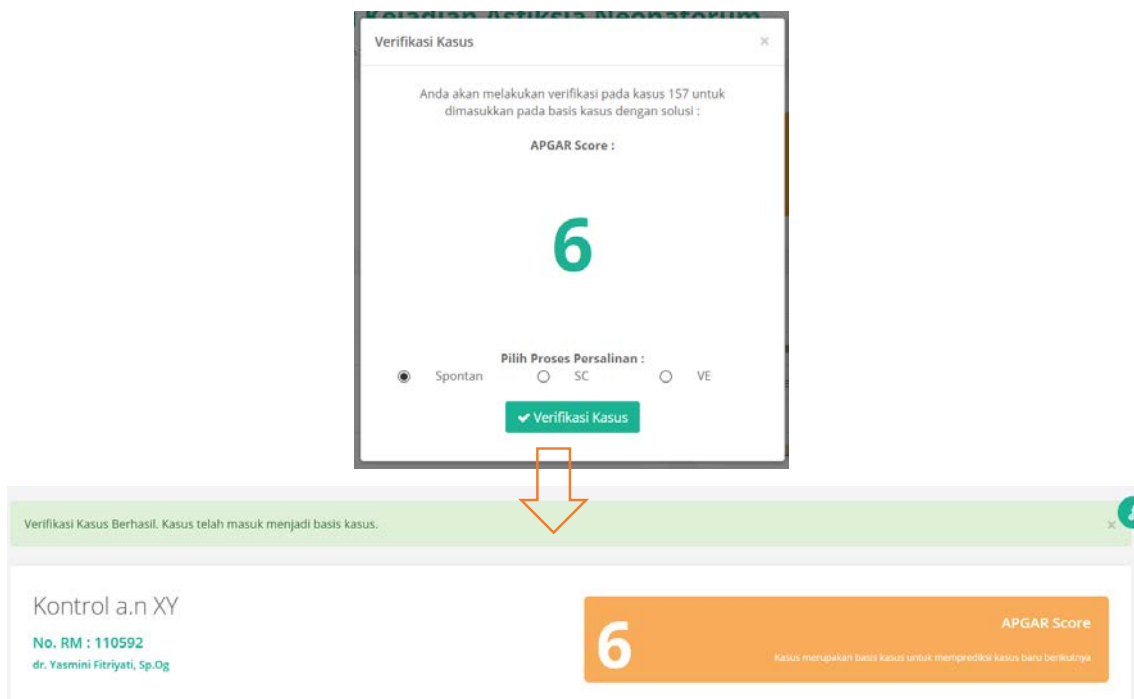 Kejadian Asfiksia Neonatorum
Verifikasi Kasus ×
Anda akan melakukan verifikasi pada kasus 157 untuk
dimasukkan pada basis kasus dengan solusi :
APGAR Score :
6
Pilih Proses Persalinan :
Spontan SC VE
✔ Verifikasi Kasus
Verifikasi Kasus Berhasil. Kasus telah masuk menjadi basis kasus. ×
Kontrol a.n XY
No. RM : 110592
dr. Yasmini Fitriyati, Sp.Og
6
APGAR Score
Kasus merupakan basis kasus untuk memprediksi kasus baru berikutnya